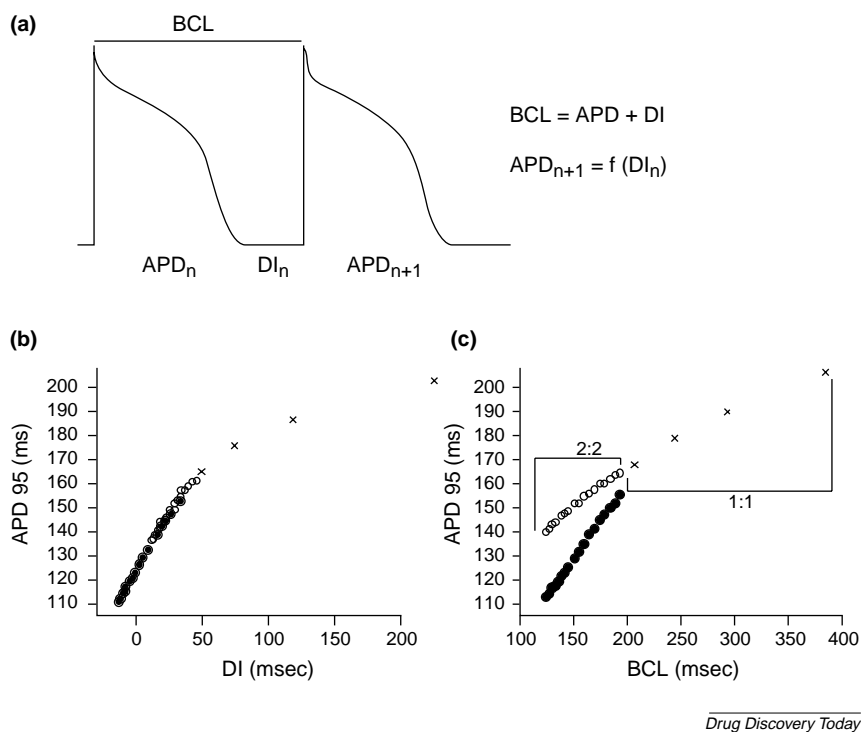 (a)
BCL
BCL = APD + DI
APDn+1 = f (DIn)
APDn DIn APDn+1
(b)
200
190
180
170
160
150
140
130
120
110
APD 95 (ms)
0 50 100 150 200
DI (msec)
(c)
200
190
180
170
160
150
140
130
120
110
APD 95 (ms)
2:2
1:1
100 150 200 250 300 350 400
BCL (msec)
Drug Discovery Today